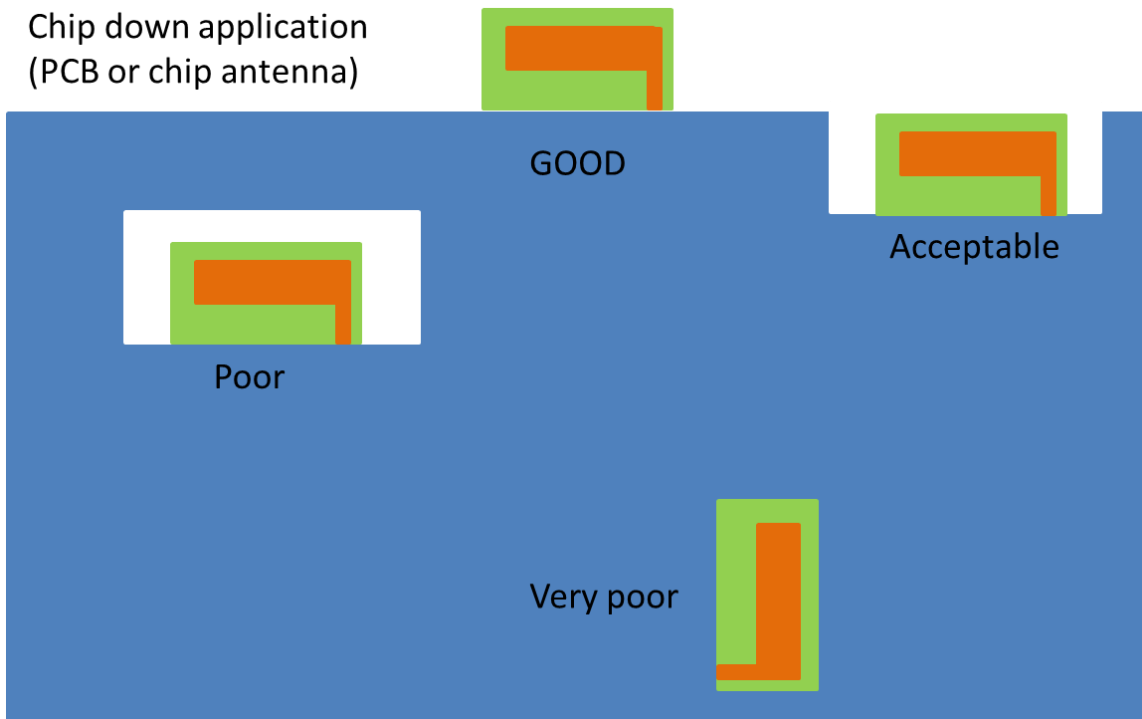 Chip down application
(PCB or chip antenna)
GOOD
Acceptable
Poor
Very poor